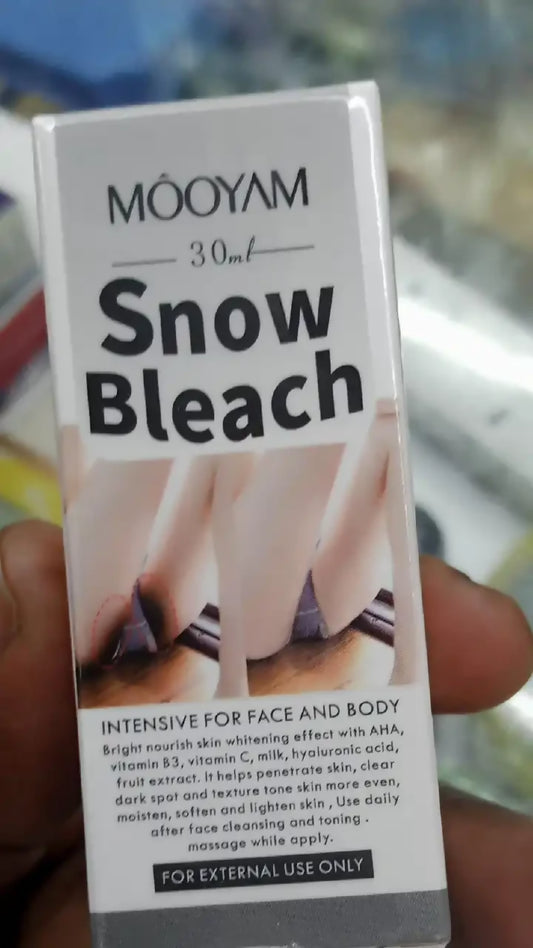 MÔOYAM
30ml
Snow
Bleach
INTENSIVE FOR FACE AND BODY
Bright nourish skin whitening effect with AHA,
vitamin B3, vitamin C, milk, hyaluronic acid,
fruit extract. It helps penetrate skin, clear
dark spot and texture tone skin more even,
moisten, soften and lighten skin , Use daily
after face cleansing and toning .
massage while apply.
FOR EXTERNAL USE ONLY